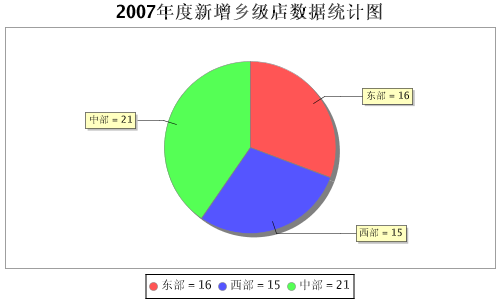 2007年度新增乡级店数据统计图
东部 = 16
中部 = 21
西部 = 15
东部 = 16 西部 = 15 中部 = 21